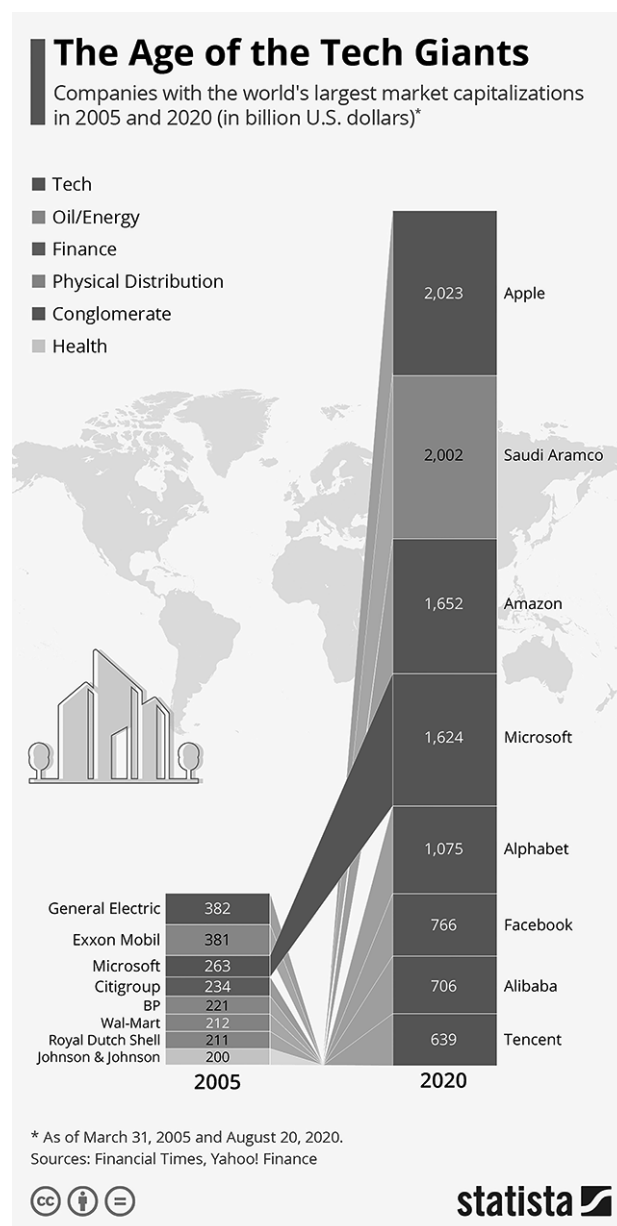 The Age of the Tech Giants
Companies with the world's largest market capitalizations
in 2005 and 2020 (in billion U.S. dollars)*
Tech
Oil/Energy
Finance
Physical Distribution
Conglomerate
Health
2,023 Apple
2,002 Saudi Aramco
1,652 Amazon
1,624 Microsoft
1,075 Alphabet
General Electric 382
766 Facebook
Exxon Mobil 381
Microsoft 263
Citigroup 234
706 Alibaba
BP 221
Wal-Mart 212
Royal Dutch Shell 211
639 Tencent
Johnson & Johnson 200
2005 2020
* As of March 31, 2005 and August 20, 2020.
Sources: Financial Times, Yahoo! Finance
cc
statista